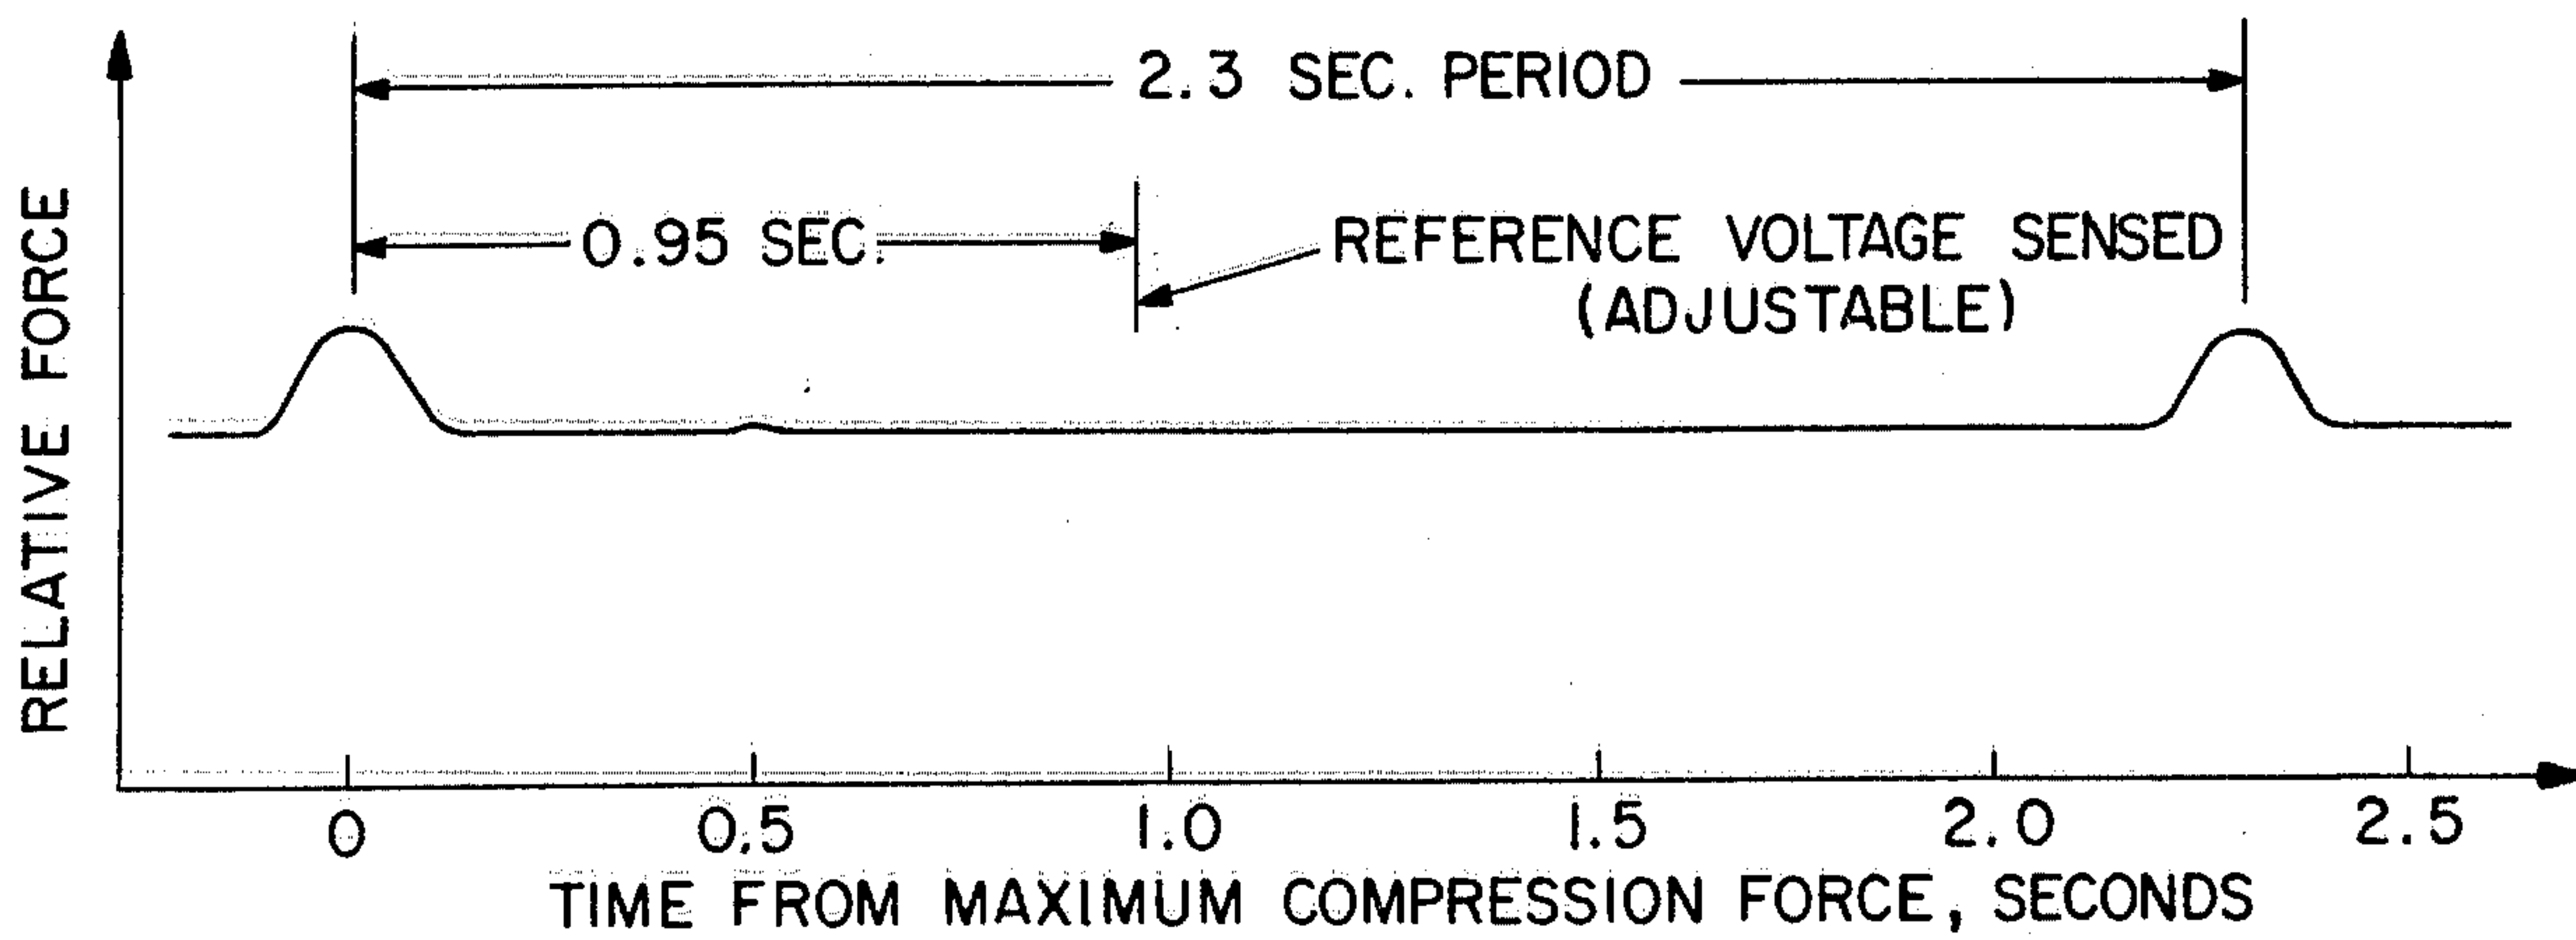 2.3 SEC. PERIOD
0.95 SEC.
REFERENCE VOLTAGE SENSED
(ADJUSTABLE)
RELATIVE FORCE
0
0.5
1.0
1.5
2.0
2.5
TIME FROM MAXIMUM COMPRESSION FORCE, SECONDS